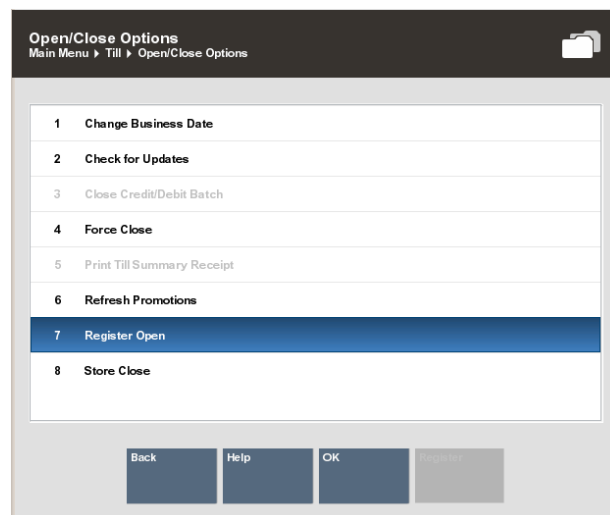 Open/Close Options
Main Menu ▸ Till ▸ Open/Close Options
1 Change Business Date
2 Check for Updates
3 Close Credit/Debit Batch
4 Force Close
5 Print Till Summary Receipt
6 Refresh Promotions
7 Register Open
8 Store Close
Back Help OK Register